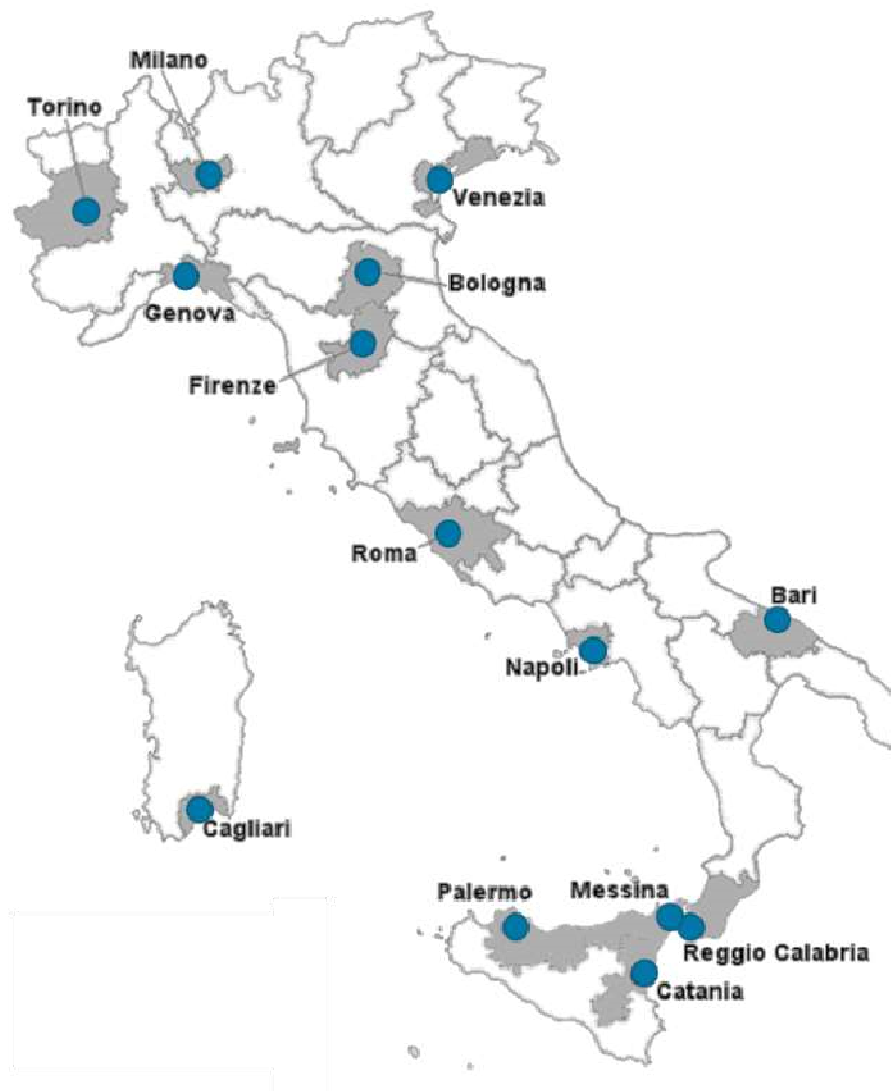 Milano
Torino
Venezia
Bologna
Genova
Firenze
Roma
Bari
Napoli
Cagliari
Palermo
Messina
Reggio Calabria
Catania